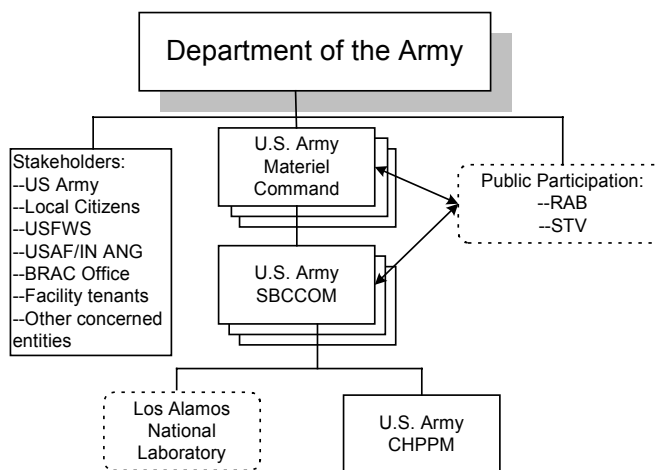 Department of the Army
Stakeholders:
--US Army
--Local Citizens
--USFWS
--USAF/IN ANG
--BRAC Office
--Facility tenants
--Other concerned
entities
U.S. Army
Materiel
Command
Public Participation:
--RAB
--STV
U.S. Army
SBCCOM
Los Alamos
National
Laboratory
U.S. Army
CHPPM